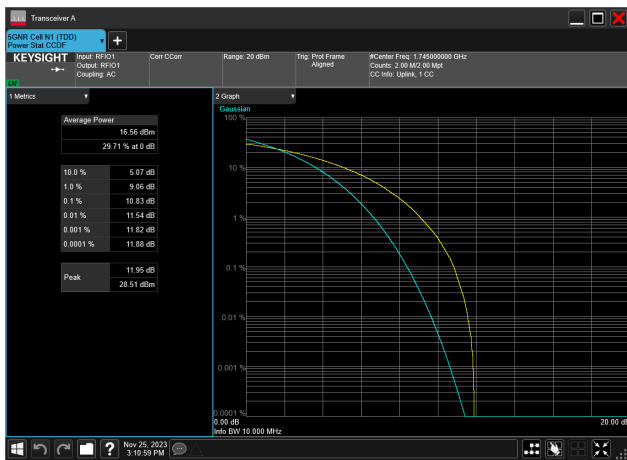 Transceiver A
5GNR Cell N1 (TDD)
Power Stat CCDF
KEYSIGHT
LVL
Input: RFIO1
Output: RFIO1
Coupling: AC
Corr CCorr
Range: 20 dBm
Trig: Prot Frame
Aligned
#Center Freq: 1.745000000 GHz
Counts: 2.00 M/2.00 Mpt
CC Info: Uplink, 1 CC
1 Metrics
Average Power
16.56 dBm
29.71 % at 0 dB
10.0 % 5.07 dB
1.0 % 9.06 dB
0.1 % 10.83 dB
0.01 % 11.54 dB
0.001 % 11.82 dB
0.0001 % 11.88 dB
Peak
11.95 dB
28.51 dBm
2 Graph
Gaussian
100 %
10 %
1 %
0.1 %
0.01 %
0.001 %
0.0001 %
0.00 dB
20.00 dB
Info BW 10.000 MHz
Nov 25, 2023
3:10:59 PM